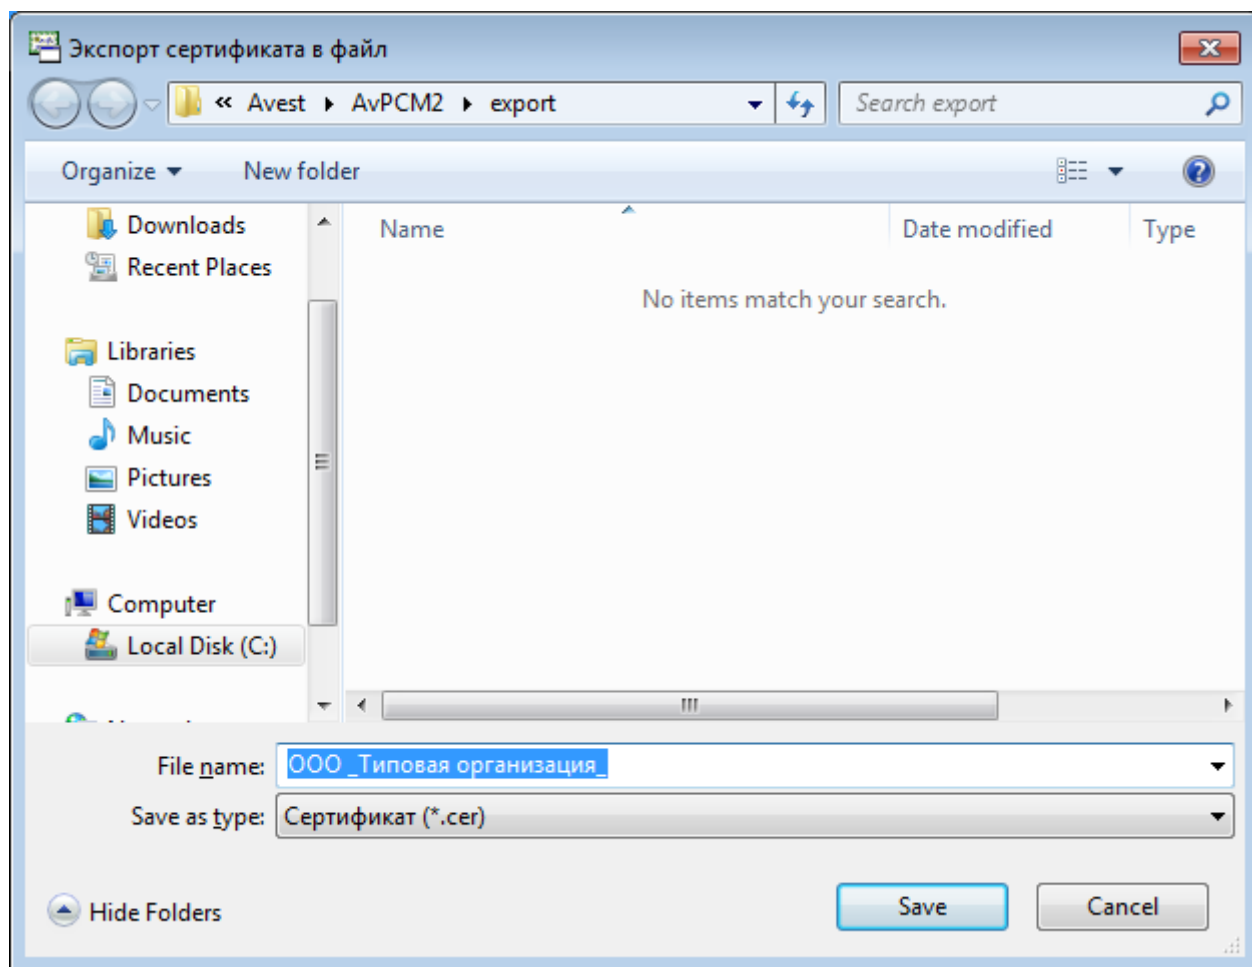 Экспорт сертификата в файл
« Avest ▸ AvPCM2 ▸ export
Search export
Organize
New folder
Downloads
Recent Places
Libraries
Documents
Music
Pictures
Videos
Computer
Local Disk (C:)
Name
Date modified
Type
No items match your search.
File name:
ООО _Типовая организация_
Save as type:
Сертификат (*.cer)
Hide Folders
Save
Cancel